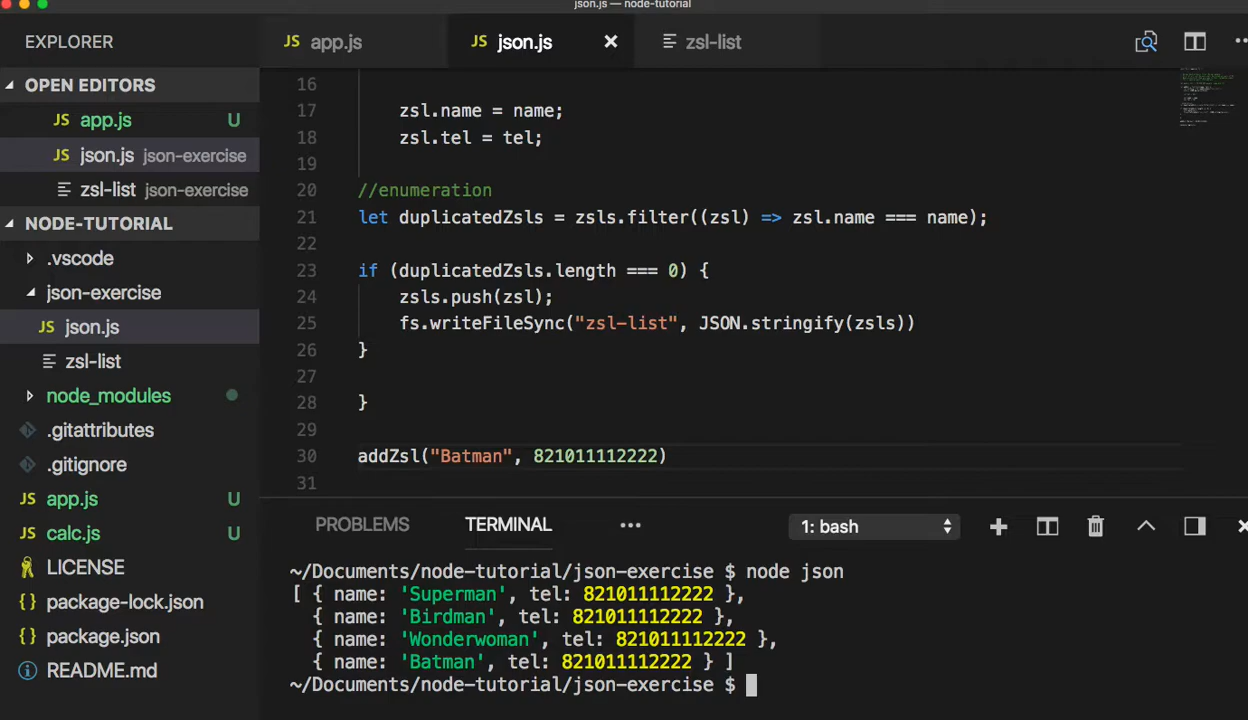 json.js — node-tutorial
EXPLORER
JS app.js
JS json.js
zsl-list
OPEN EDITORS
JS app.js U
JS json.js json-exercise
zsl-list json-exercise
NODE-TUTORIAL
.vscode
json-exercise
JS json.js
zsl-list
node_modules
.gitattributes
.gitignore
JS app.js U
JS calc.js U
LICENSE
{} package-lock.json
{} package.json
README.md
16
17 zsl.name = name;
18 zsl.tel = tel;
19
20 //enumeration
21 let duplicatedZsls = zsls.filter((zsl) => zsl.name === name);
22
23 if (duplicatedZsls.length === 0) {
24 zsls.push(zsl);
25 fs.writeFileSync("zsl-list", JSON.stringify(zsls))
26 }
27
28 }
29
30 addZsl("Batman", 821011112222)
31
PROBLEMS TERMINAL ••• 1: bash
~/Documents/node-tutorial/json-exercise $ node json
[ { name: 'Superman', tel: 821011112222 },
{ name: 'Birdman', tel: 821011112222 },
{ name: 'Wonderwoman', tel: 821011112222 },
{ name: 'Batman', tel: 821011112222 } ]
~/Documents/node-tutorial/json-exercise $